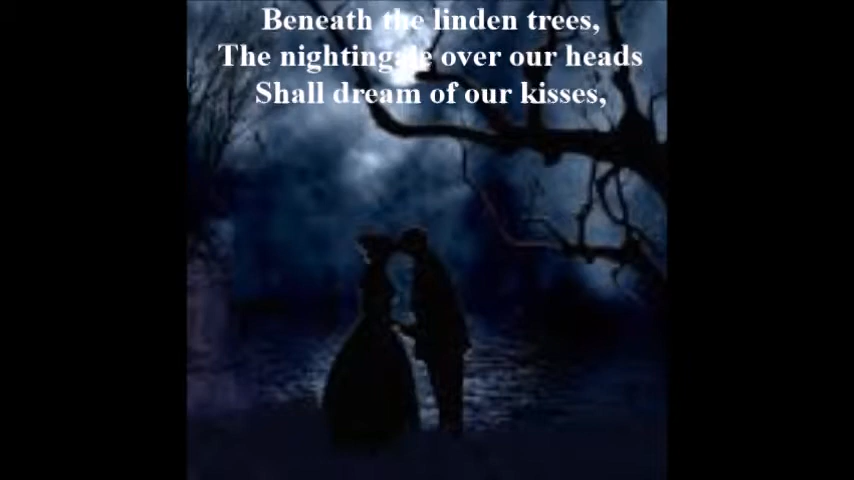 Beneath the linden trees,
The nightingale over our heads
Shall dream of our kisses,